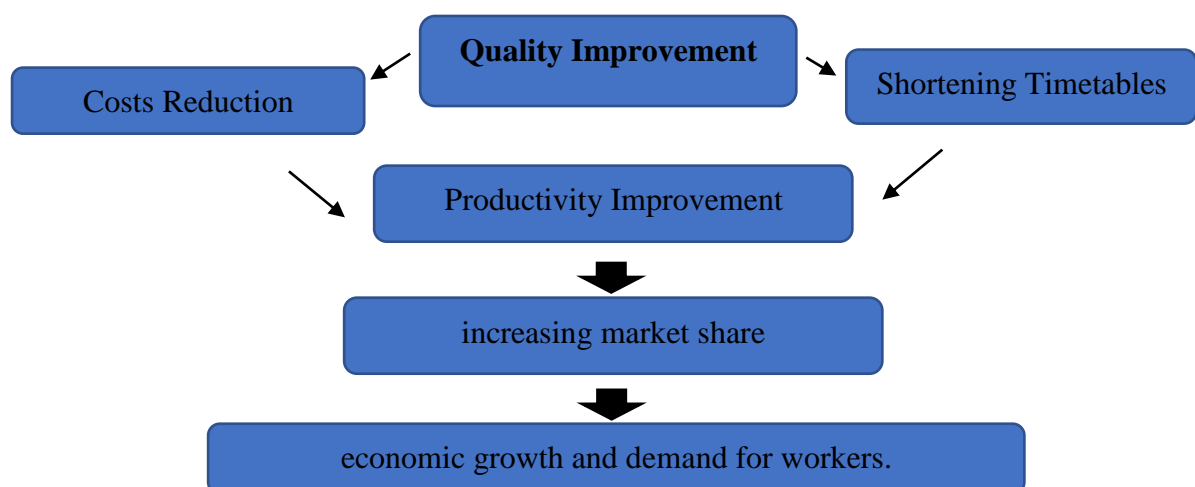 Quality Improvement
Costs Reduction
Shortening Timetables
Productivity Improvement
increasing market share
economic growth and demand for workers.